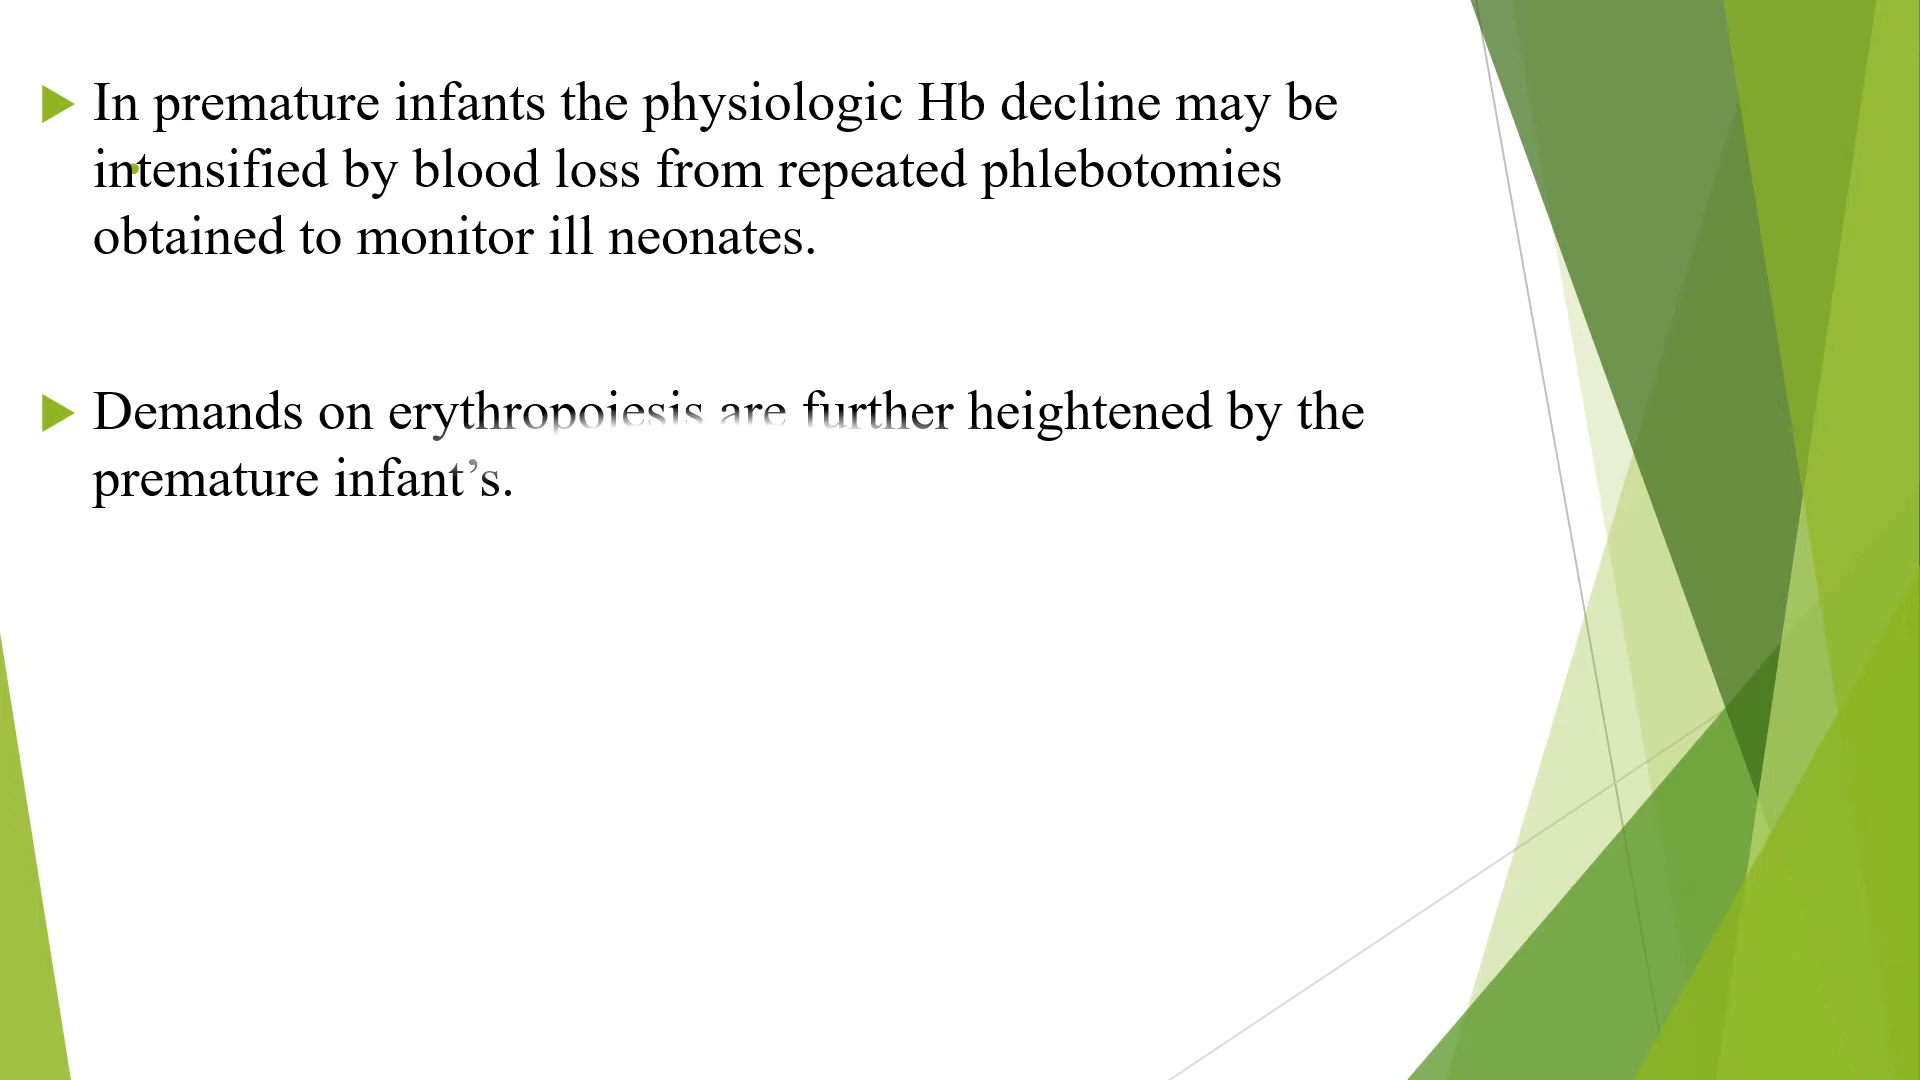 In premature infants the physiologic Hb decline may be
intensified by blood loss from repeated phlebotomies
obtained to monitor ill neonates.
Demands on erythropoiesis are further heightened by the
premature infant’s.